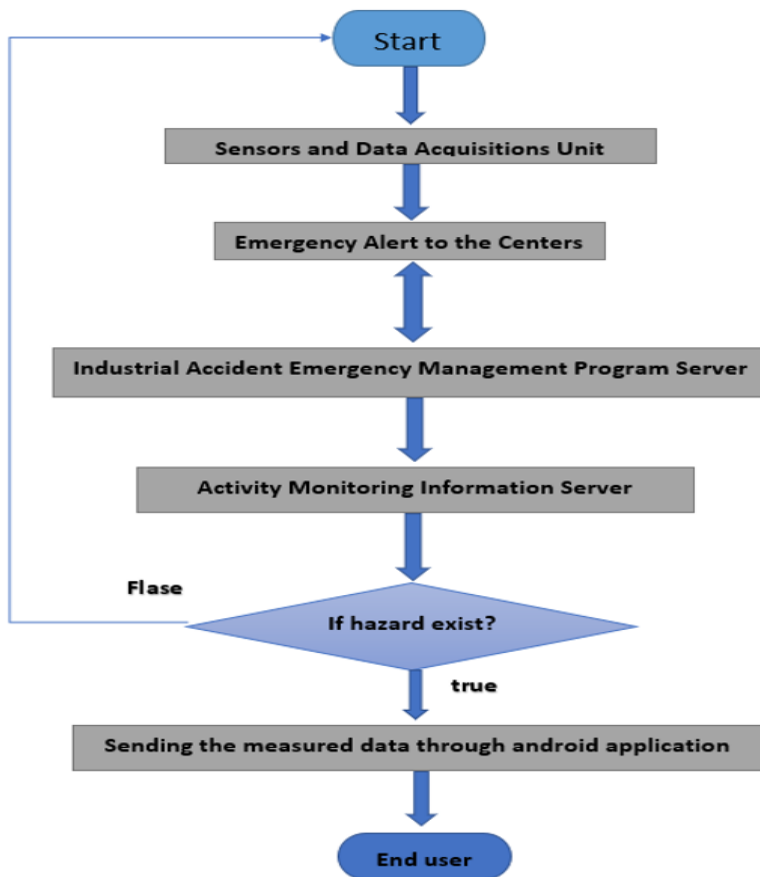 Start
Sensors and Data Acquisitions Unit
Emergency Alert to the Centers
Industrial Accident Emergency Management Program Server
Activity Monitoring Information Server
Flase
If hazard exist?
true
Sending the measured data through android application
End user